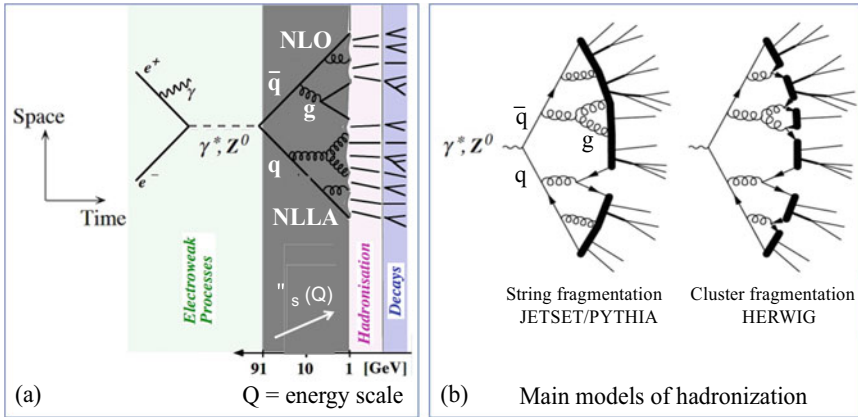 NLO
e+
q̄
γ
g
Space
γ*, Z⁰
e−
q
Time
NLLA
Electroweak
Processes
" s (Q)
Hadronisation
Decays
91 10 1 [GeV]
(a) Q = energy scale
q̄
g
γ*, Z⁰
q
String fragmentation
JETSET/PYTHIA
Cluster fragmentation
HERWIG
(b) Main models of hadronization